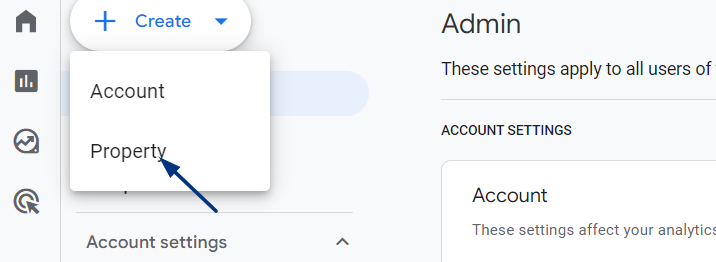 Create
Account
Property
Account settings
Admin
These settings apply to all users of
ACCOUNT SETTINGS
Account
These settings affect your analytics